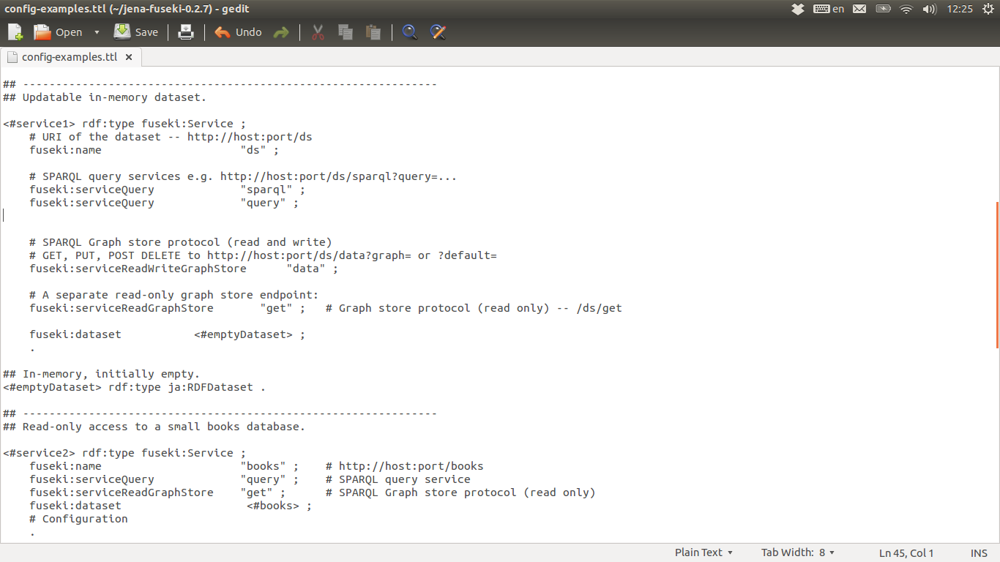 config-examples.ttl (~/jena-fuseki-0.2.7) - gedit
en
12:25
Open
Save
Undo
config-examples.ttl
## ---------------------------------------------------------------
## Updatable in-memory dataset.
<#service1> rdf:type fuseki:Service ;
# URI of the dataset -- http://host:port/ds
fuseki:name "ds" ;
# SPARQL query services e.g. http://host:port/ds/sparql?query=...
fuseki:serviceQuery "sparql" ;
fuseki:serviceQuery "query" ;
# SPARQL Graph store protocol (read and write)
# GET, PUT, POST DELETE to http://host:port/ds/data?graph= or ?default=
fuseki:serviceReadWriteGraphStore "data" ;
# A separate read-only graph store endpoint:
fuseki:serviceReadGraphStore "get" ; # Graph store protocol (read only) -- /ds/get
fuseki:dataset <#emptyDataset> ;
.
## In-memory, initially empty.
<#emptyDataset> rdf:type ja:RDFDataset .
## ---------------------------------------------------------------
## Read-only access to a small books database.
<#service2> rdf:type fuseki:Service ;
fuseki:name "books" ; # http://host:port/books
fuseki:serviceQuery "query" ; # SPARQL query service
fuseki:serviceReadGraphStore "get" ; # SPARQL Graph store protocol (read only)
fuseki:dataset <#books> ;
# Configuration
.
Plain Text
Tab Width: 8
Ln 45, Col 1
INS